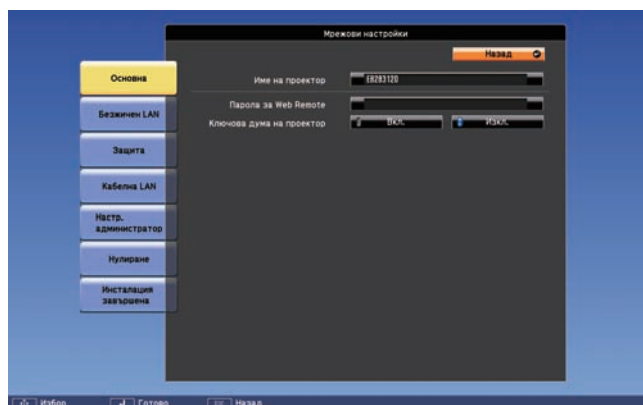 Мрежови настройки
Назад
Основна
Име на проектор EB2B3120
Безжичен LAN
Парола за Web Remote
Ключова дума на проектор Вкл. Изкл.
Защита
Кабелна LAN
Настр.
администратор
Нулиране
Инсталация
завършена
Избор Готово Назад